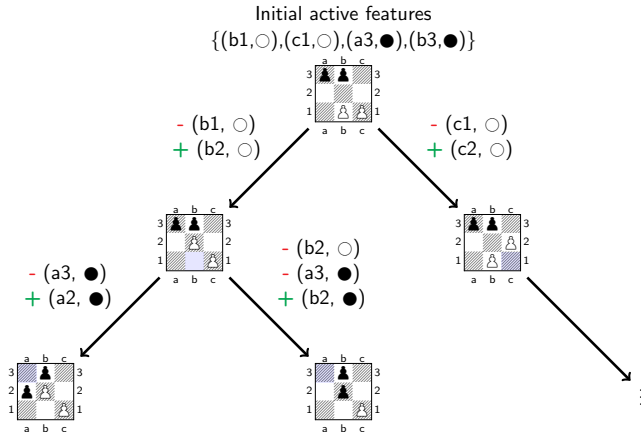 Initial active features
{(b1,○),(c1,○),(a3,●),(b3,●)}
a b c
3 3
2 2
1 1
a b c
- (b1, ○)
+ (b2, ○)
- (c1, ○)
+ (c2, ○)
a b c
3 3
2 2
1 1
a b c
a b c
3 3
2 2
1 1
a b c
- (a3, ●)
+ (a2, ●)
- (b2, ○)
- (a3, ●)
+ (b2, ●)
a b c
3 3
2 2
1 1
a b c
a b c
3 3
2 2
1 1
a b c
...